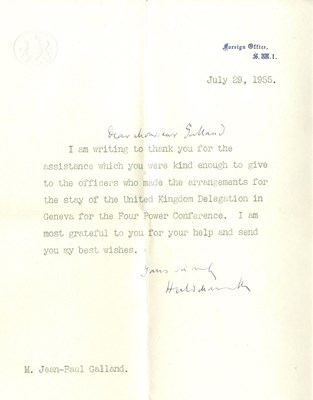 Foreign Office,
S.W.1.
July 29, 1955.
Dear Monsieur Galland
I am writing to thank you for the
assistance which you were kind enough to give
to the officers who made the arrangements for
the stay of the United Kingdom Delegation in
Geneva for the Four Power Conference. I am
most grateful to you for your help and send
you my best wishes.
Yours sincerely
M. Jean-Paul Galland.